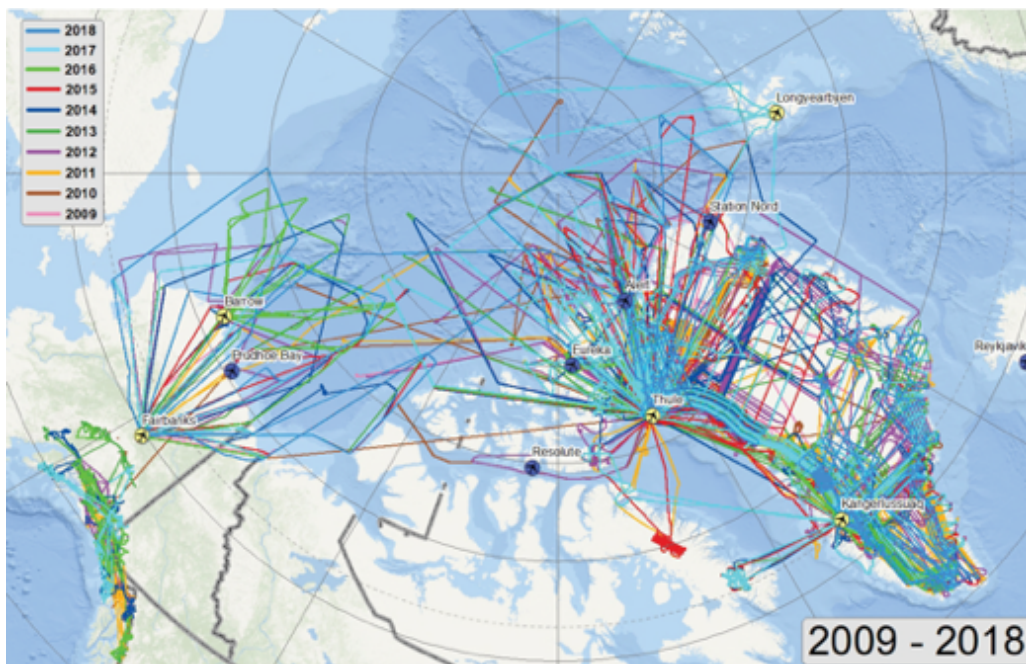 2018
2017
2016
2015
2014
2013
2012
2011
2010
2009
Longyearbyen
Station Nord
Alert
Barrow
Prudhoe Bay
Eureka
Reykjavik
Thule
Fairbanks
Resolute
Kangerlussuaq
2009 - 2018